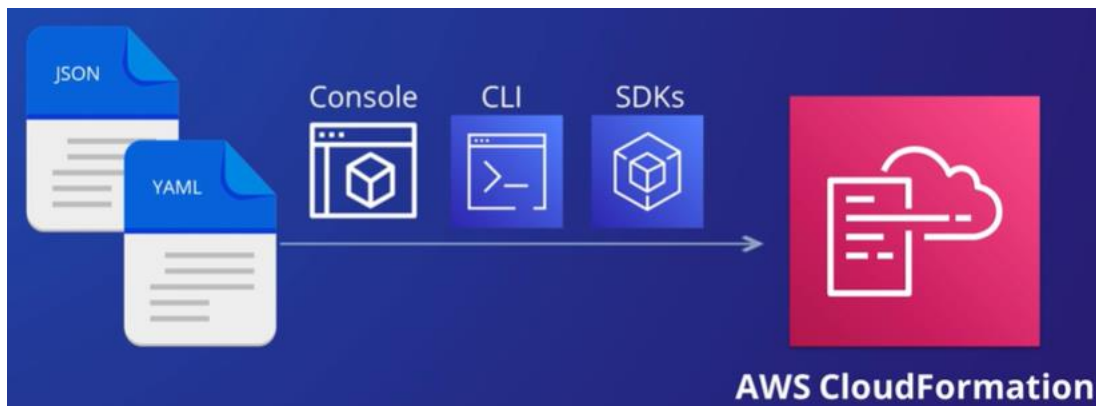 JSON
YAML
Console
CLI
SDKs
AWS CloudFormation